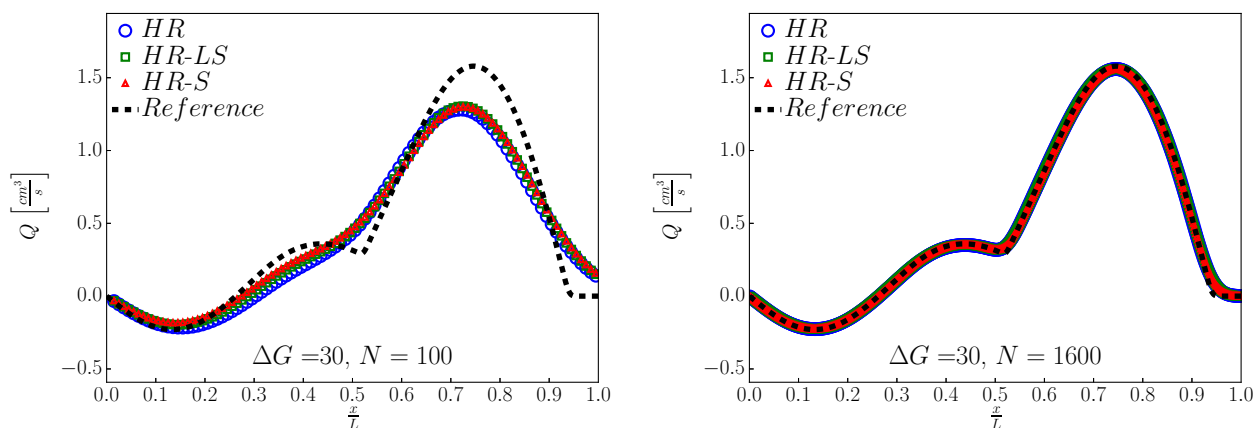 HR
HR-LS
HR-S
Reference
Q [cm³/s]
1.5
1.0
0.5
0.0
−0.5
ΔG =30, N = 100
0.0 0.1 0.2 0.3 0.4 0.5 0.6 0.7 0.8 0.9 1.0
x/L
HR
HR-LS
HR-S
Reference
Q [cm³/s]
1.5
1.0
0.5
0.0
−0.5
ΔG =30, N = 1600
0.0 0.1 0.2 0.3 0.4 0.5 0.6 0.7 0.8 0.9 1.0
x/L